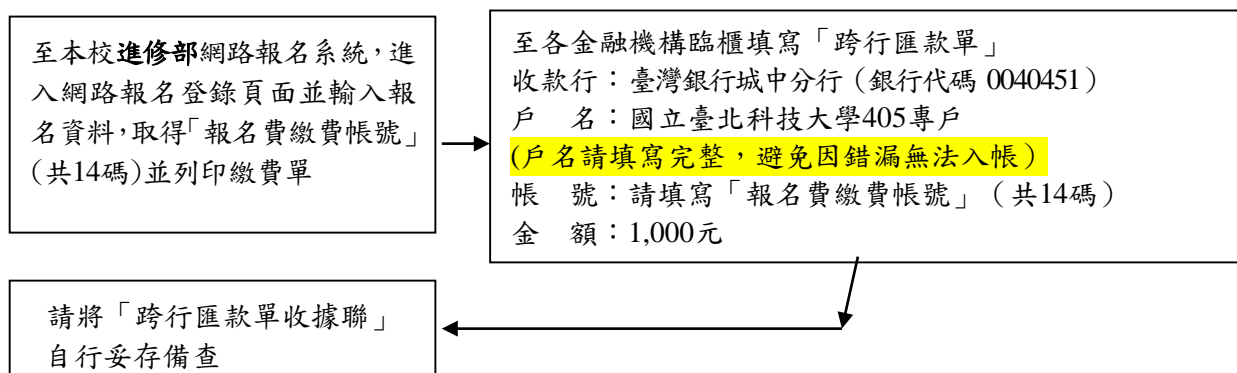 至本校進修部網路報名系統，進
入網路報名登錄頁面並輸入報
名資料，取得「報名費繳費帳號」
（共14碼）並列印繳費單
至各金融機構臨櫃填寫「跨行匯款單」
收款行：臺灣銀行城中分行（銀行代碼 0040451）
戶　名：國立臺北科技大學405專戶
(戶名請填寫完整，避免因錯漏無法入帳）
帳　號：請填寫「報名費繳費帳號」（共14碼）
金　額：1,000元
請將「跨行匯款單收據聯」
自行妥存備查